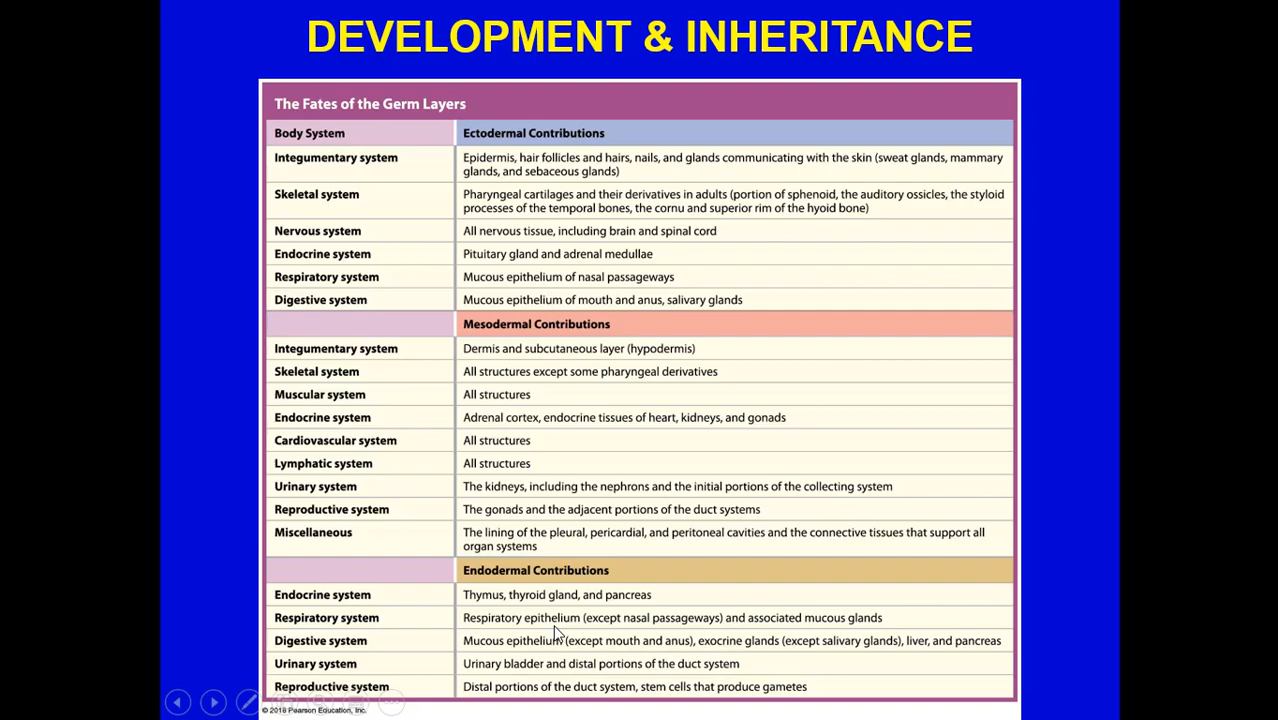 DEVELOPMENT & INHERITANCE
The Fates of the Germ Layers
Body System Ectodermal Contributions
Integumentary system Epidermis, hair follicles and hairs, nails, and glands communicating with the skin (sweat glands, mammary
glands, and sebaceous glands)
Skeletal system Pharyngeal cartilages and their derivatives in adults (portion of sphenoid, the auditory ossicles, the styloid
processes of the temporal bones, the cornu and superior rim of the hyoid bone)
Nervous system All nervous tissue, including brain and spinal cord
Endocrine system Pituitary gland and adrenal medullae
Respiratory system Mucous epithelium of nasal passageways
Digestive system Mucous epithelium of mouth and anus, salivary glands
Mesodermal Contributions
Integumentary system Dermis and subcutaneous layer (hypodermis)
Skeletal system All structures except some pharyngeal derivatives
Muscular system All structures
Endocrine system Adrenal cortex, endocrine tissues of heart, kidneys, and gonads
Cardiovascular system All structures
Lymphatic system All structures
Urinary system The kidneys, including the nephrons and the initial portions of the collecting system
Reproductive system The gonads and the adjacent portions of the duct systems
Miscellaneous The lining of the pleural, pericardial, and peritoneal cavities and the connective tissues that support all
organ systems
Endodermal Contributions
Endocrine system Thymus, thyroid gland, and pancreas
Respiratory system Respiratory epithelium (except nasal passageways) and associated mucous glands
Digestive system Mucous epithelium (except mouth and anus), exocrine glands (except salivary glands), liver, and pancreas
Urinary system Urinary bladder and distal portions of the duct system
Reproductive system Distal portions of the duct system, stem cells that produce gametes
© 2018 Pearson Education, Inc.